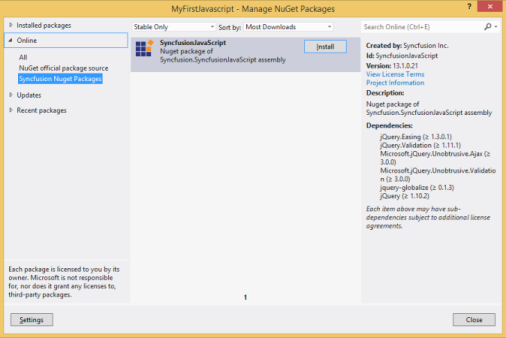 MyFirstJavascript - Manage NuGet Packages
? ×
Installed packages
Online
All
NuGet official package source
Syncfusion Nuget Packages
Updates
Recent packages
Each package is licensed to you by its
owner. Microsoft is not responsible
for, nor does it grant any licenses to,
third-party packages.
Settings
Stable Only
Sort by: Most Downloads
SyncfusionJavaScript
Nuget package of
Syncfusion.SyncfusionJavaScript assembly
Install
1
Search Online (Ctrl+E)
Created by: Syncfusion Inc.
Id: SyncfusionJavaScript
Version: 13.1.0.21
View License Terms
Project Information
Description:
Nuget package of
Syncfusion.SyncfusionJavaScript assembly
Dependencies:
jQuery.Easing (≥ 1.3.0.1)
jQuery.Validation (≥ 1.11.1)
Microsoft.jQuery.Unobtrusive.Ajax (≥
3.0.0)
Microsoft.jQuery.Unobtrusive.Validatio
n (≥ 3.0.0)
jquery-globalize (≥ 0.1.3)
jQuery (≥ 1.10.2)
Each item above may have sub-
dependencies subject to additional license
agreements.
Close